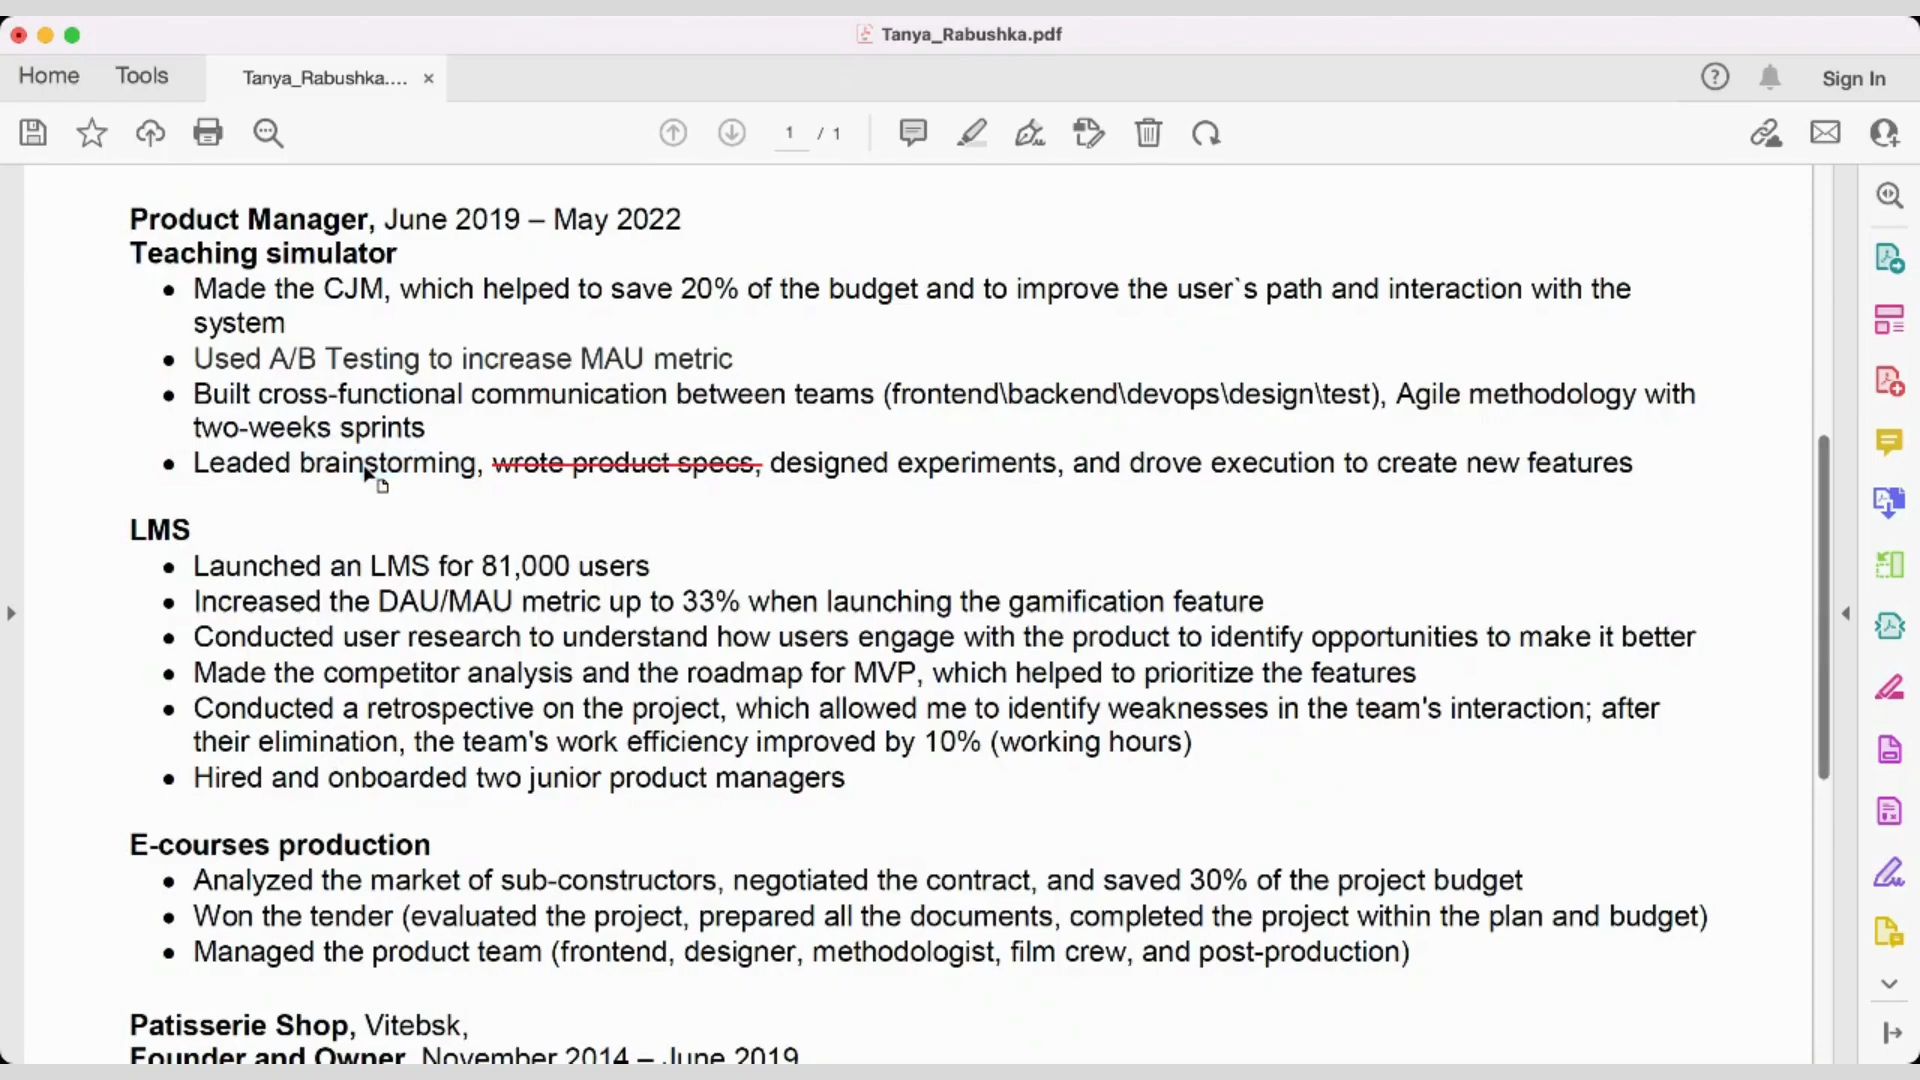 Tanya_Rabushka.pdf
Home
Tools
Tanya_Rabushka....
Sign In
1 / 1
Product Manager, June 2019 – May 2022
Teaching simulator
• Made the CJM, which helped to save 20% of the budget and to improve the user`s path and interaction with the
system
• Used A/B Testing to increase MAU metric
• Built cross-functional communication between teams (frontend\backend\devops\design\test), Agile methodology with
two-weeks sprints
• Leaded brainstorming, wrote product specs, designed experiments, and drove execution to create new features
LMS
• Launched an LMS for 81,000 users
• Increased the DAU/MAU metric up to 33% when launching the gamification feature
• Conducted user research to understand how users engage with the product to identify opportunities to make it better
• Made the competitor analysis and the roadmap for MVP, which helped to prioritize the features
• Conducted a retrospective on the project, which allowed me to identify weaknesses in the team's interaction; after
their elimination, the team's work efficiency improved by 10% (working hours)
• Hired and onboarded two junior product managers
E-courses production
• Analyzed the market of sub-constructors, negotiated the contract, and saved 30% of the project budget
• Won the tender (evaluated the project, prepared all the documents, completed the project within the plan and budget)
• Managed the product team (frontend, designer, methodologist, film crew, and post-production)
Patisserie Shop, Vitebsk,
Founder and Owner, November 2014 – June 2019